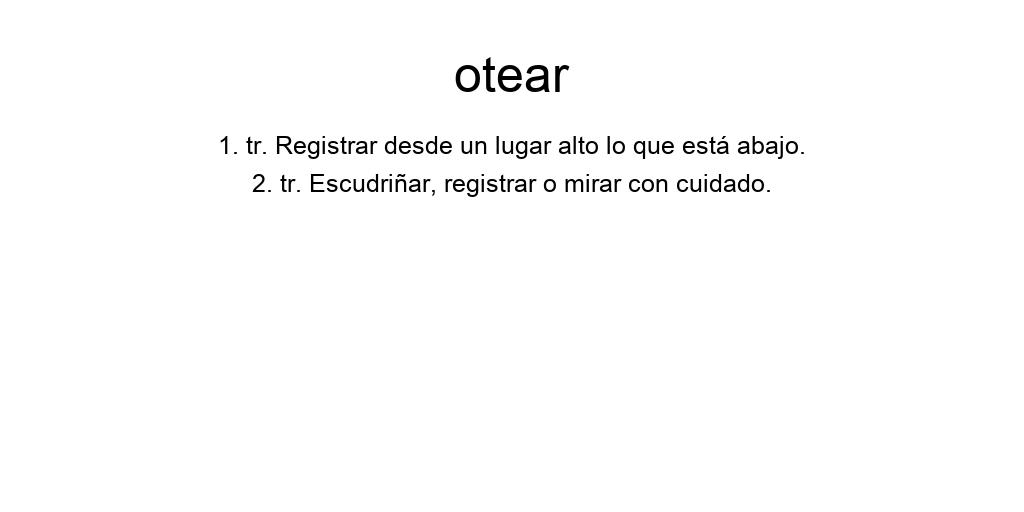 otear
1. tr. Registrar desde un lugar alto lo que está abajo.
2. tr. Escudriñar, registrar o mirar con cuidado.